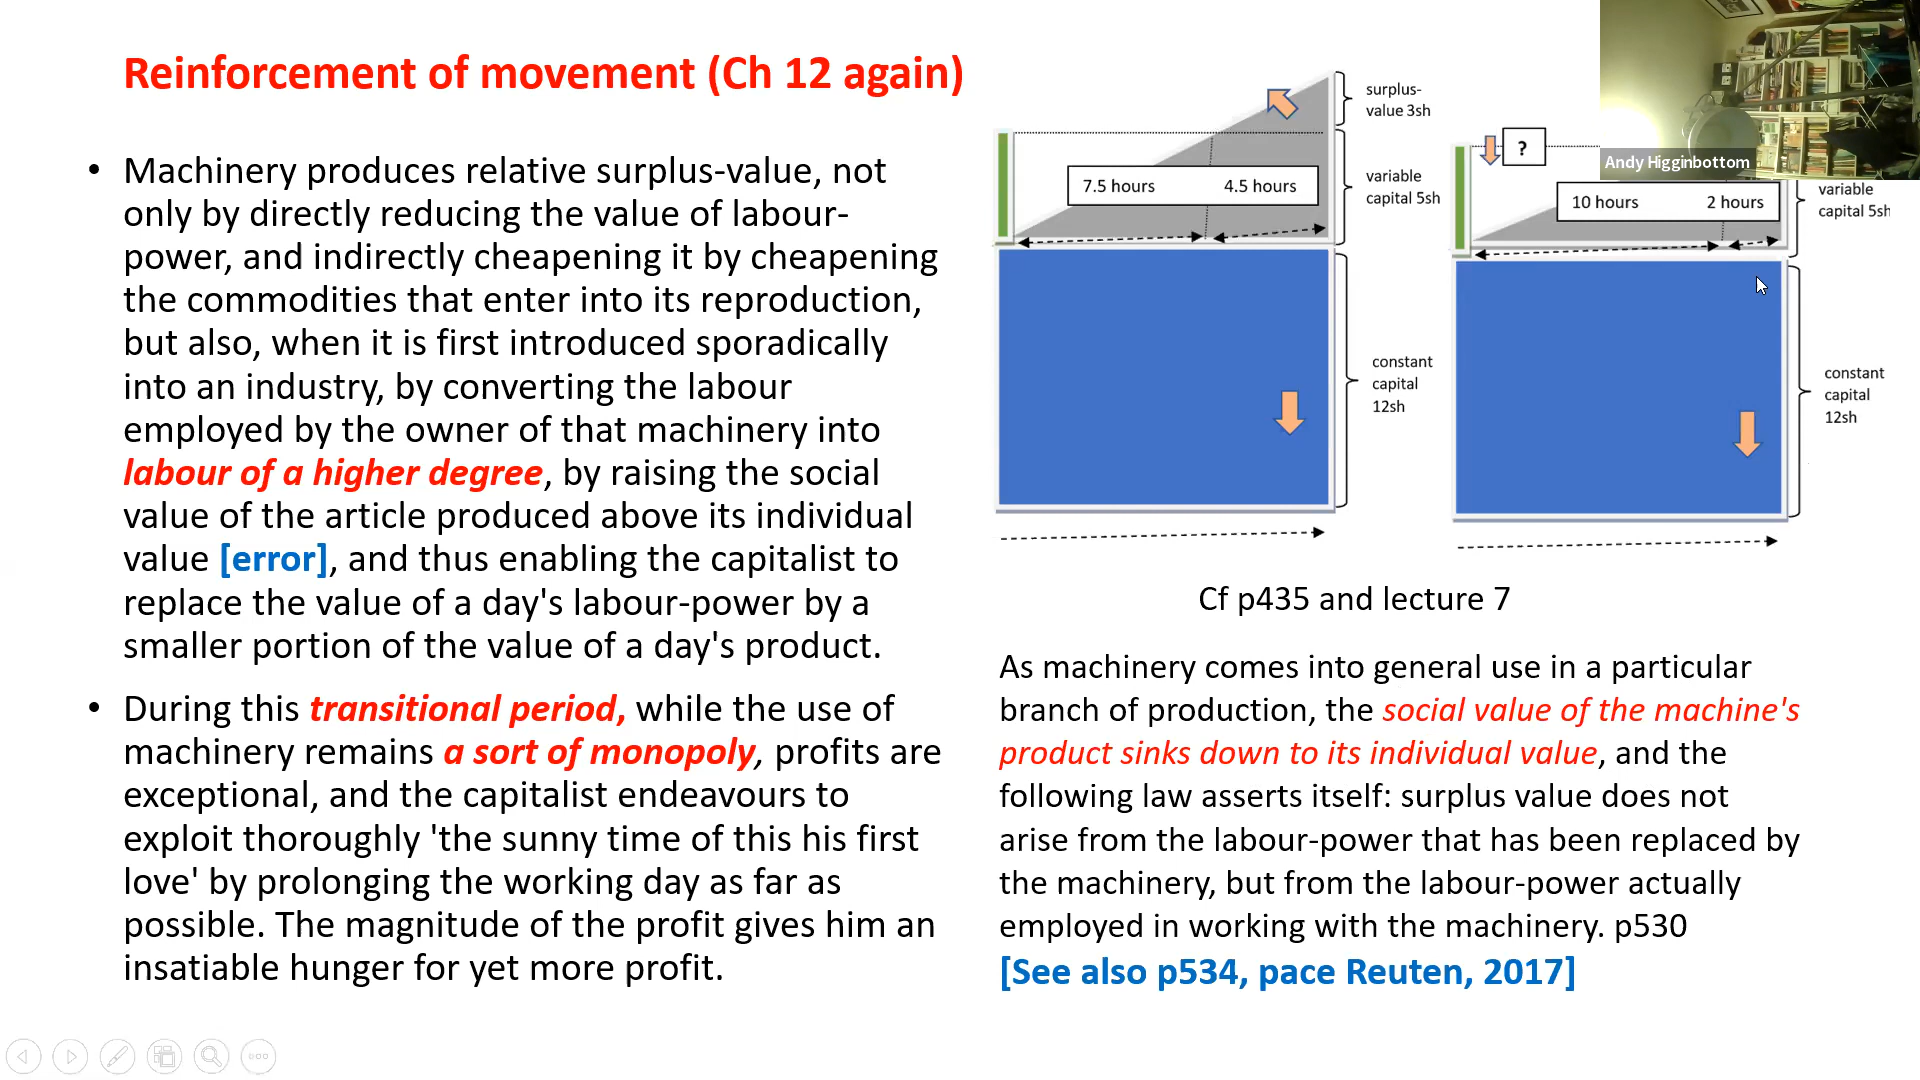 Reinforcement of movement (Ch 12 again)
• Machinery produces relative surplus-value, not
only by directly reducing the value of labour-
power, and indirectly cheapening it by cheapening
the commodities that enter into its reproduction,
but also, when it is first introduced sporadically
into an industry, by converting the labour
employed by the owner of that machinery into
labour of a higher degree, by raising the social
value of the article produced above its individual
value [error], and thus enabling the capitalist to
replace the value of a day's labour-power by a
smaller portion of the value of a day's product.
• During this transitional period, while the use of
machinery remains a sort of monopoly, profits are
exceptional, and the capitalist endeavours to
exploit thoroughly 'the sunny time of this his first
love' by prolonging the working day as far as
possible. The magnitude of the profit gives him an
insatiable hunger for yet more profit.
surplus-
value 3sh
7.5 hours 4.5 hours
variable
capital 5sh
constant
capital
12sh
?
Andy Higginbottom
10 hours 2 hours
variable
capital 5sh
constant
capital
12sh
Cf p435 and lecture 7
As machinery comes into general use in a particular
branch of production, the social value of the machine's
product sinks down to its individual value, and the
following law asserts itself: surplus value does not
arise from the labour-power that has been replaced by
the machinery, but from the labour-power actually
employed in working with the machinery. p530
[See also p534, pace Reuten, 2017]